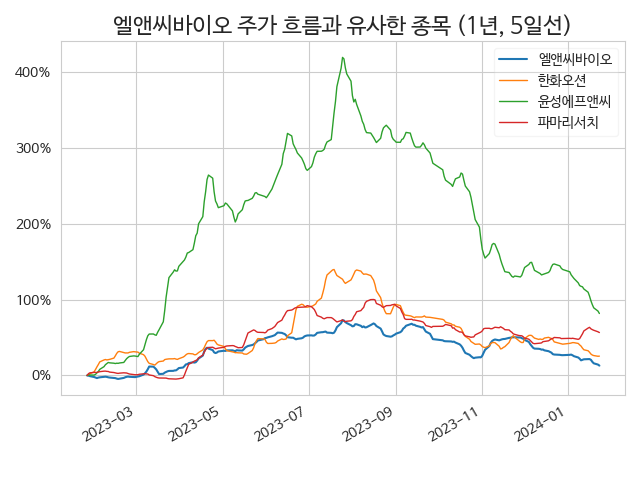 엘앤씨바이오 주가 흐름과 유사한 종목 (1년, 5일선)
엘앤씨바이오
한화오션
윤성에프앤씨
파마리서치
400%
300%
200%
100%
0%
2023-03
2023-05
2023-07
2023-09
2023-11
2024-01